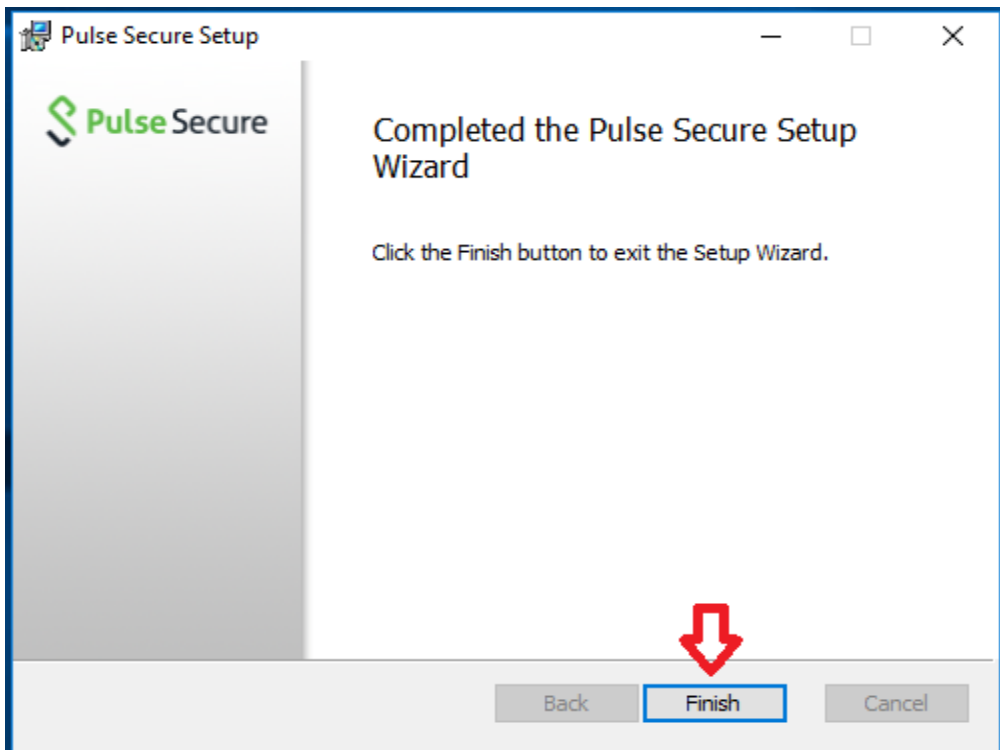 Pulse Secure Setup
Pulse Secure
Completed the Pulse Secure Setup
Wizard
Click the Finish button to exit the Setup Wizard.
Back
Finish
Cancel